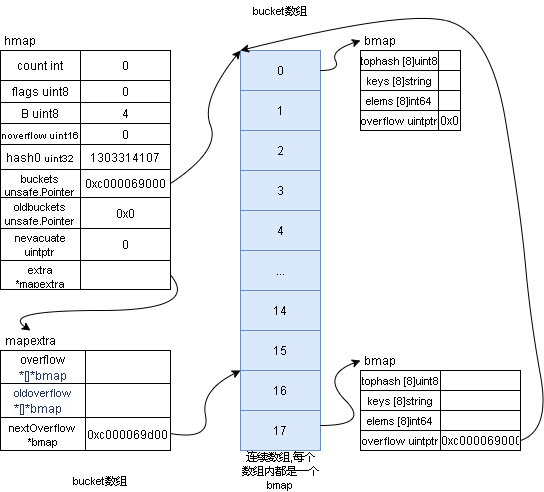 bucket数组
hmap
count int 0
flags uint8 0
B uint8 4
noverflow uint16 0
hash0 uint32 1303314107
buckets
unsafe.Pointer 0xc000069000
oldbuckets
unsafe.Pointer 0x0
nevacuate
uintptr 0
extra
*mapextra
mapextra
overflow
*[]*bmap
oldoverflow
*[]*bmap
nextOverflow
*bmap 0xc000069d00
bucket数组
0
1
2
3
4
...
14
15
16
17
连续数组,每个
数组内都是一个
bmap
bmap
tophash [8]uint8
keys [8]string
elems [8]int64
overflow uintptr 0x0
bmap
tophash [8]uint8
keys [8]string
elems [8]int64
overflow uintptr 0xc000069000